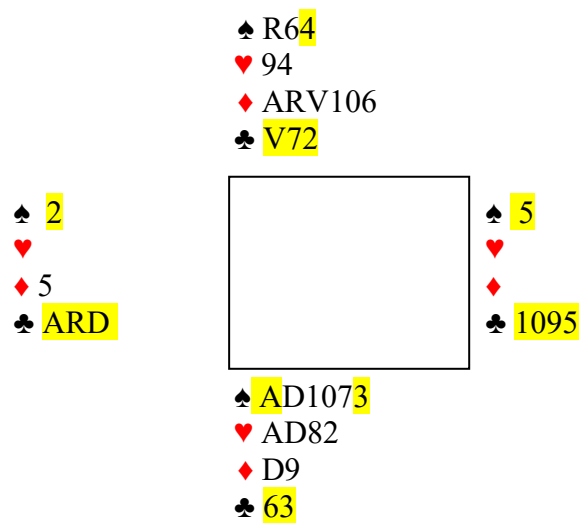 ♠ R64
♥ 94
♦ ARV106
♣ V72
♠ 2
♥
♦ 5
♣ ARD
♠ 5
♥
♦
♣ 1095
♠ AD1073
♥ AD82
♦ D9
♣ 63